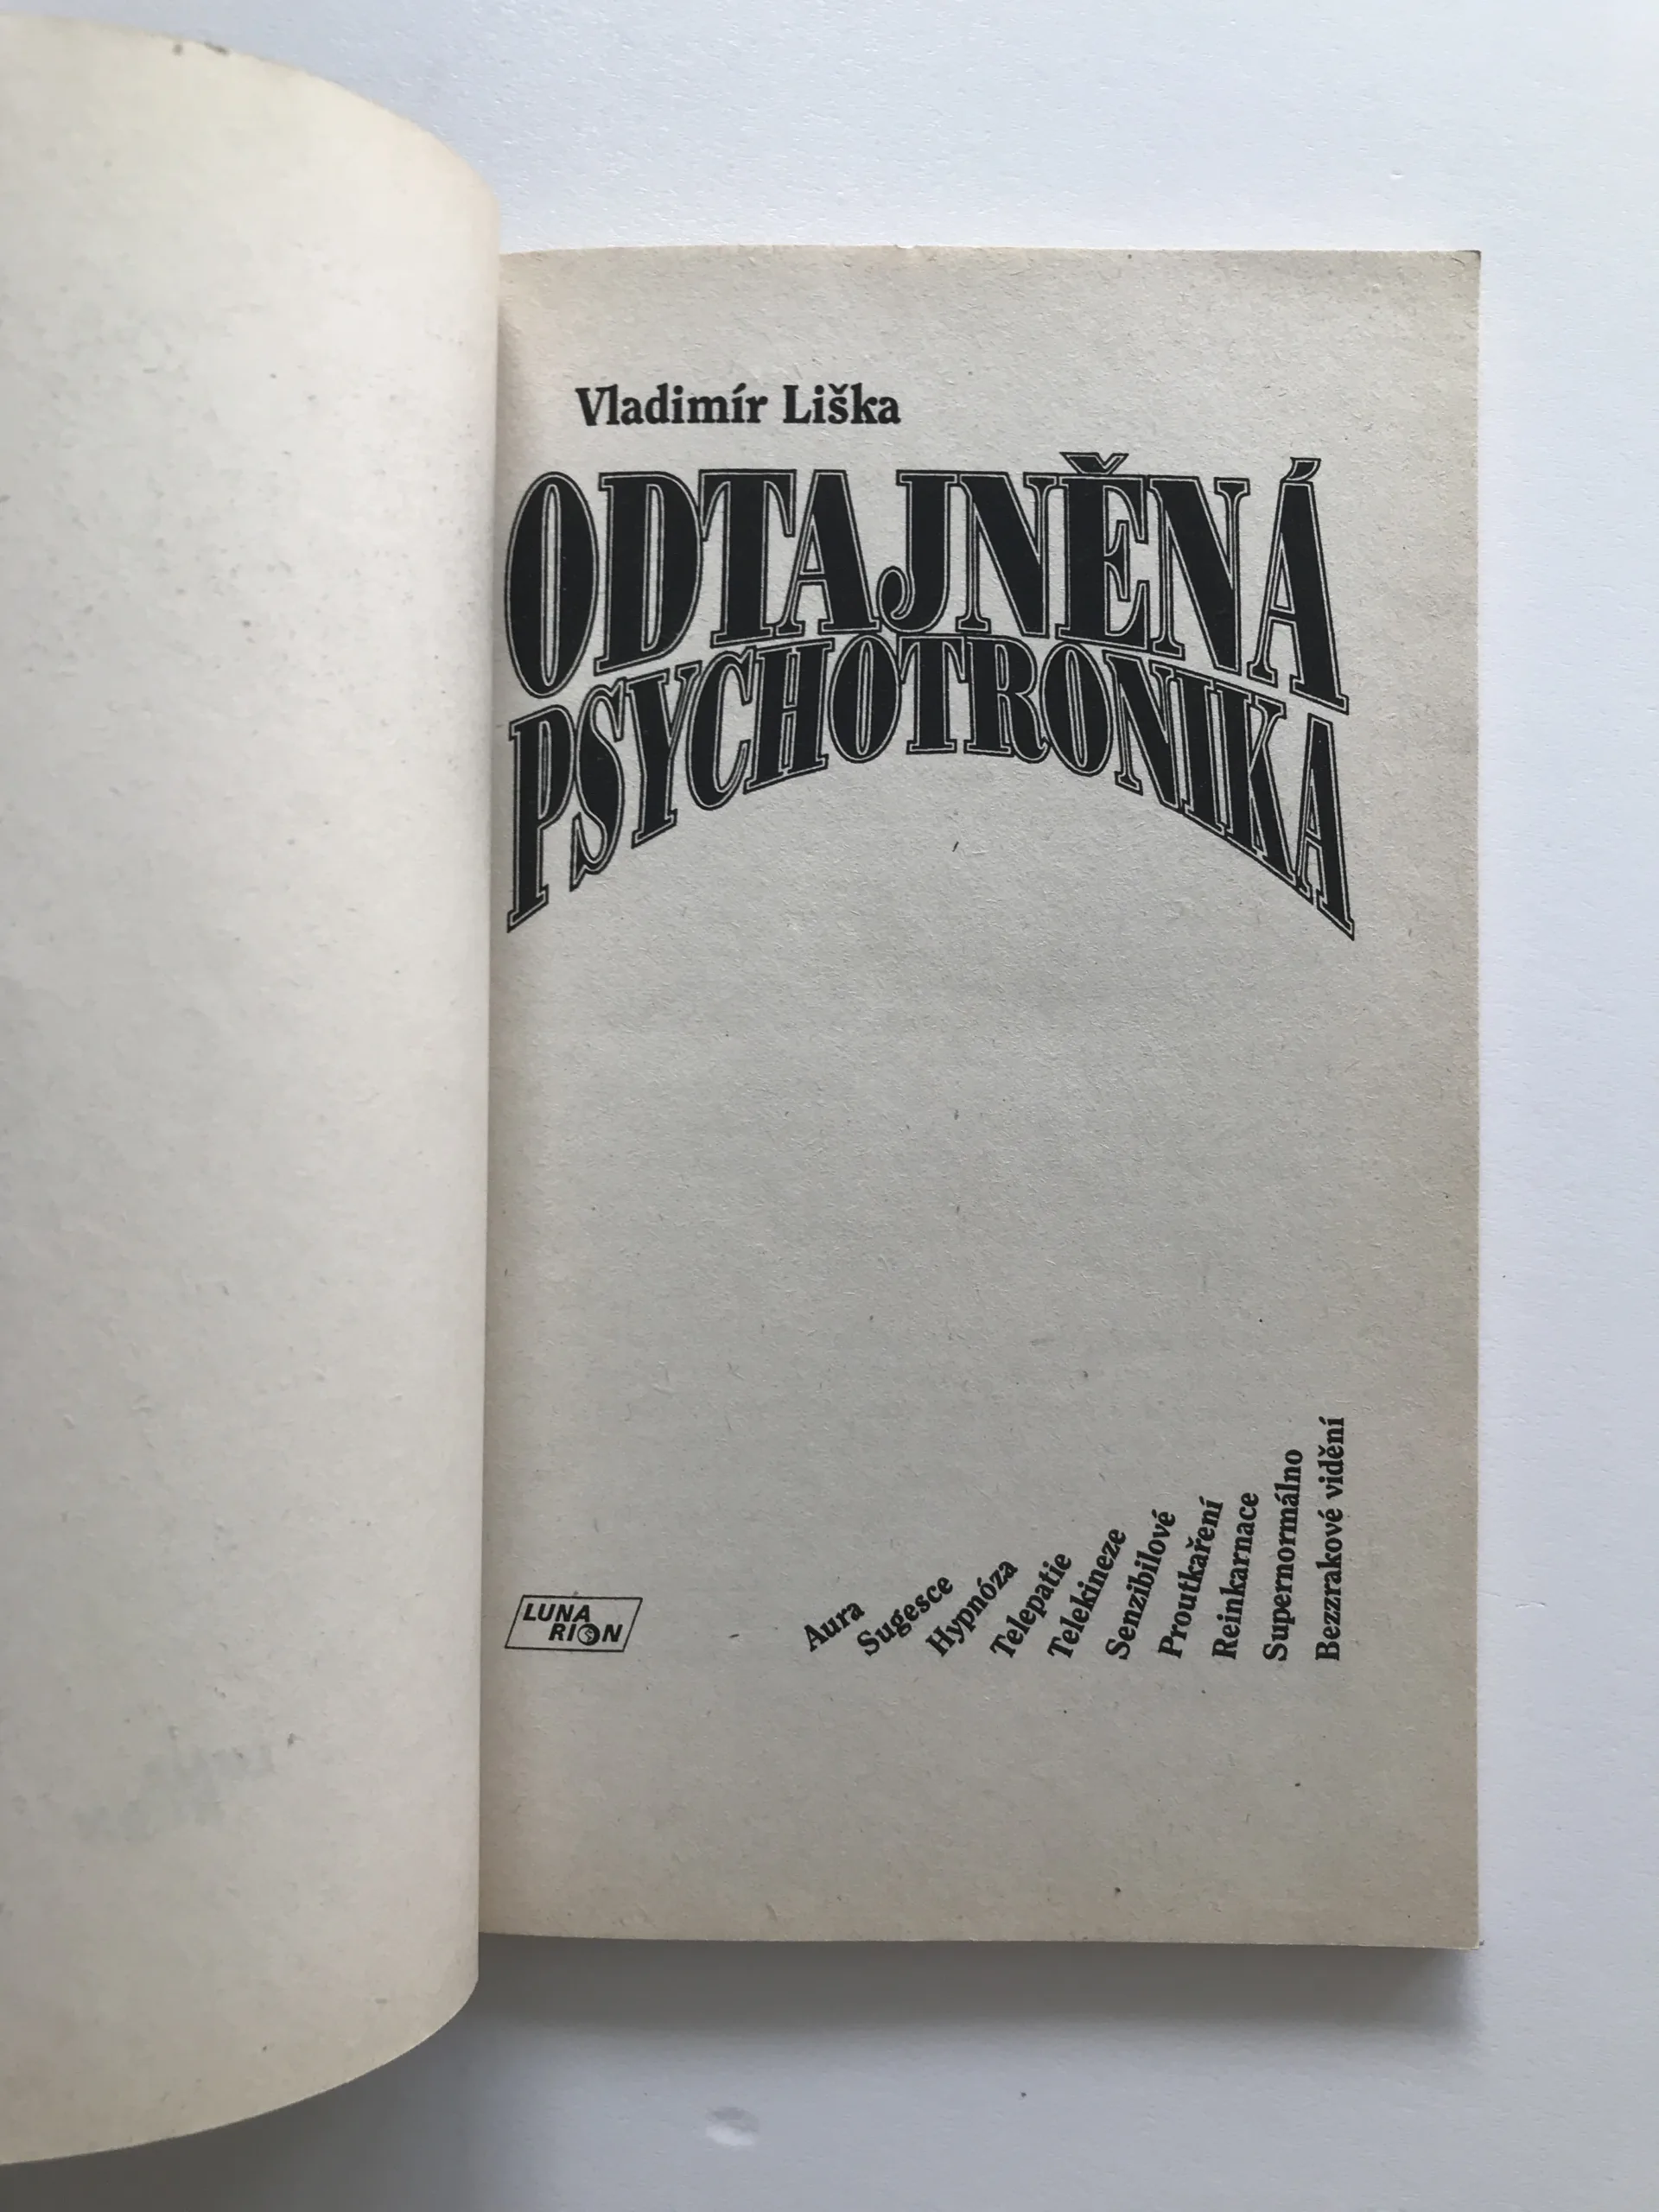 Vladimír Liška
ODTAJNĚNÁ
PSYCHOTRONIKA
LUNA
RION
Aura
Sugesce
Hypnóza
Telepatie
Telekineze
Senzibilové
Proutkaření
Reinkarnace
Supernormálno
Bezzrakové vidění